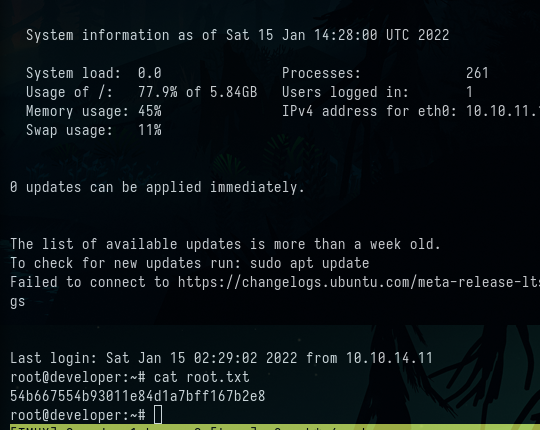 System information as of Sat 15 Jan 14:28:00 UTC 2022
System load: 0.0 Processes: 261
Usage of /: 77.9% of 5.84GB Users logged in: 1
Memory usage: 45% IPv4 address for eth0: 10.10.11.
Swap usage: 11%
0 updates can be applied immediately.
The list of available updates is more than a week old.
To check for new updates run: sudo apt update
Failed to connect to https://changelogs.ubuntu.com/meta-release-lts
gs
Last login: Sat Jan 15 02:29:02 2022 from 10.10.14.11
root@developer:~# cat root.txt
54b667554b93011e84d1a7bff167b2e8
root@developer:~#